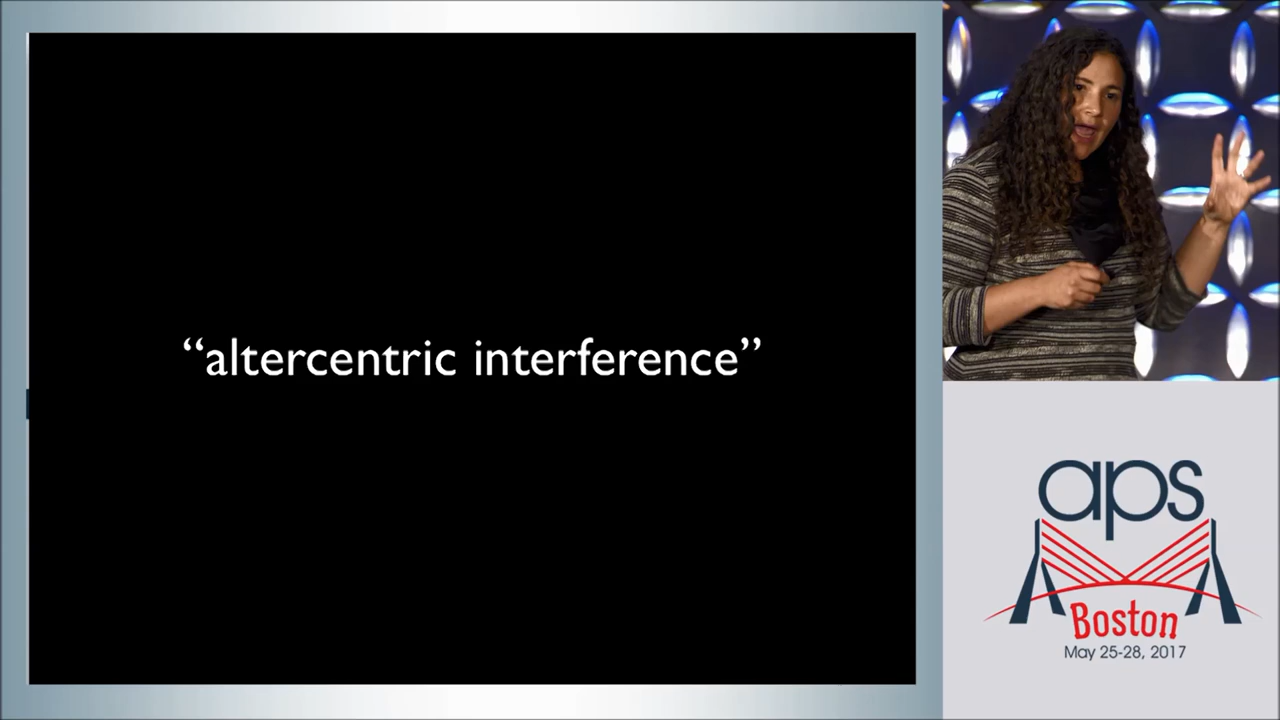 “altercentric interference”
aps
Boston
May 25-28, 2017